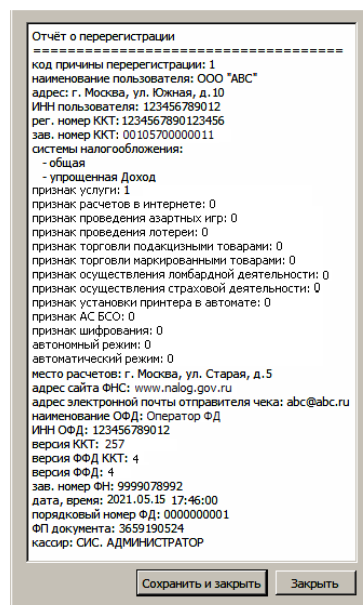 Отчёт о перерегистрации
=====================================
код причины перерегистрации: 1
наименование пользователя: ООО "АВС"
адрес: г. Москва, ул. Южная, д.10
ИНН пользователя: 123456789012
рег. номер ККТ: 1234567890123456
зав. номер ККТ: 00105700000011
системы налогообложения:
- общая
- упрощенная Доход
признак услуги: 1
признак расчетов в интернете: 0
признак проведения азартных игр: 0
признак проведения лотереи: 0
признак торговли подакцизными товарами: 0
признак торговли маркированными товарами: 0
признак осуществления ломбардной деятельности: 0
признак осуществления страховой деятельности: 0
признак установки принтера в автомате: 0
признак АС БСО: 0
признак шифрования: 0
автономный режим: 0
автоматический режим: 0
место расчетов: г. Москва, ул. Старая, д.5
адрес сайта ФНС: www.nalog.gov.ru
адрес электронной почты отправителя чека: abc@abc.ru
наименование ОФД: Оператор ФД
ИНН ОФД: 123456789012
версия ККТ: 257
версия ФФД ККТ: 4
версия ФФД: 4
зав. номер ФН: 9999078992
дата, время: 2021.05.15 17:46:00
порядковый номер ФД: 0000000001
ФП документа: 3659190524
кассир: СИС. АДМИНИСТРАТОР
Сохранить и закрыть
Закрыть